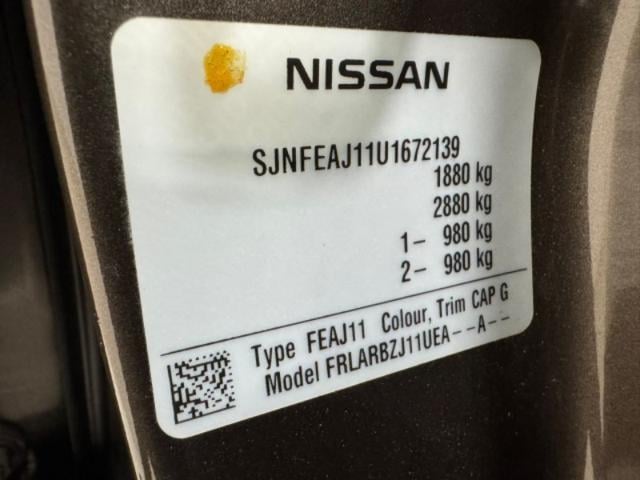 NISSAN
SJNFEAJ11U1672139
1880 kg
2880 kg
1– 980 kg
2– 980 kg
Type FEAJ11 Colour, Trim CAP G
Model FRLARBZJ11UEA--A--